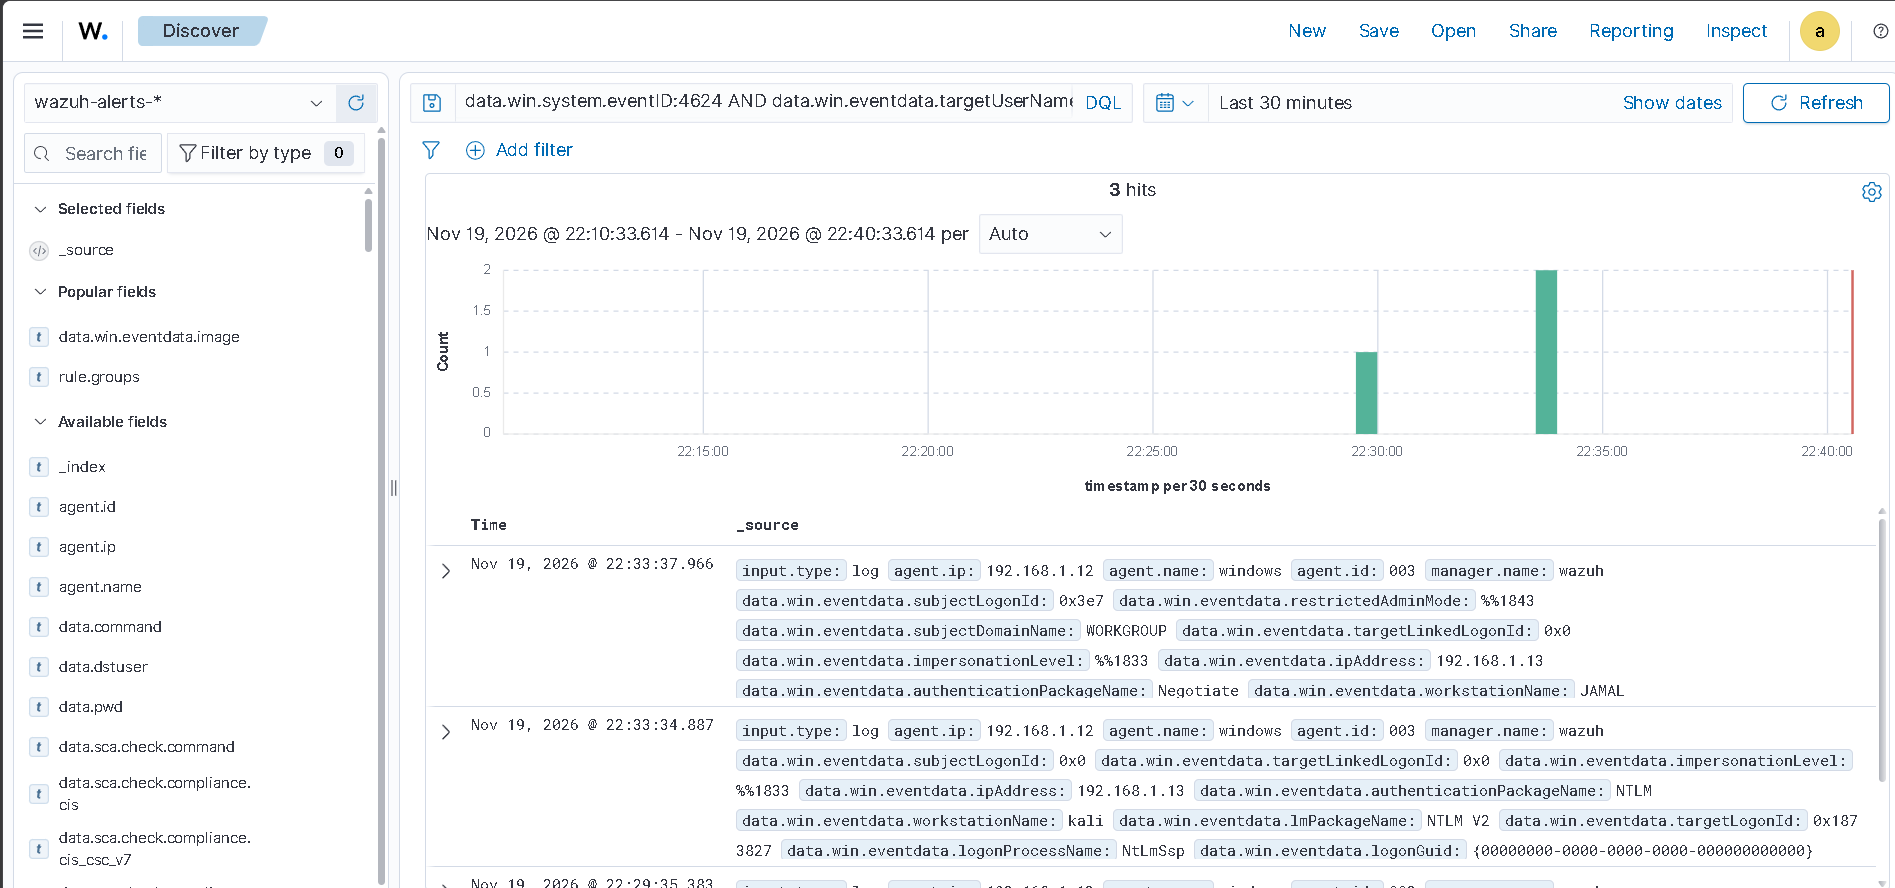 W. Discover New Save Open Share Reporting Inspect a
wazuh-alerts-*
data.win.system.eventID:4624 AND data.win.eventdata.targetUserName DQL Last 30 minutes Show dates Refresh
Search fie Filter by type 0
Add filter
Selected fields
_source
Popular fields
data.win.eventdata.image
rule.groups
Available fields
_index
agent.id
agent.ip
agent.name
data.command
data.dstuser
data.pwd
data.sca.check.command
data.sca.check.compliance.
cis
data.sca.check.compliance.
cis_csc_v7
3 hits
Nov 19, 2026 @ 22:10:33.614 - Nov 19, 2026 @ 22:40:33.614 per Auto
Count
2
1.5
1
0.5
0
22:15:00 22:20:00 22:25:00 22:30:00 22:35:00 22:40:00
timestamp per 30 seconds
Time _source
Nov 19, 2026 @ 22:33:37.966 input.type: log agent.ip: 192.168.1.12 agent.name: windows agent.id: 003 manager.name: wazuh
data.win.eventdata.subjectLogonId: 0x3e7 data.win.eventdata.restrictedAdminMode: %%1843
data.win.eventdata.subjectDomainName: WORKGROUP data.win.eventdata.targetLinkedLogonId: 0x0
data.win.eventdata.impersonationLevel: %%1833 data.win.eventdata.ipAddress: 192.168.1.13
data.win.eventdata.authenticationPackageName: Negotiate data.win.eventdata.workstationName: JAMAL
Nov 19, 2026 @ 22:33:34.887 input.type: log agent.ip: 192.168.1.12 agent.name: windows agent.id: 003 manager.name: wazuh
data.win.eventdata.subjectLogonId: 0x0 data.win.eventdata.targetLinkedLogonId: 0x0 data.win.eventdata.impersonationLevel:
%%1833 data.win.eventdata.ipAddress: 192.168.1.13 data.win.eventdata.authenticationPackageName: NTLM
data.win.eventdata.workstationName: kali data.win.eventdata.lmPackageName: NTLM V2 data.win.eventdata.targetLogonId: 0x187
3827 data.win.eventdata.logonProcessName: NtLmSsp data.win.eventdata.logonGuid: {00000000-0000-0000-0000-000000000000}
Nov 19, 2026 @ 22:29:35.383